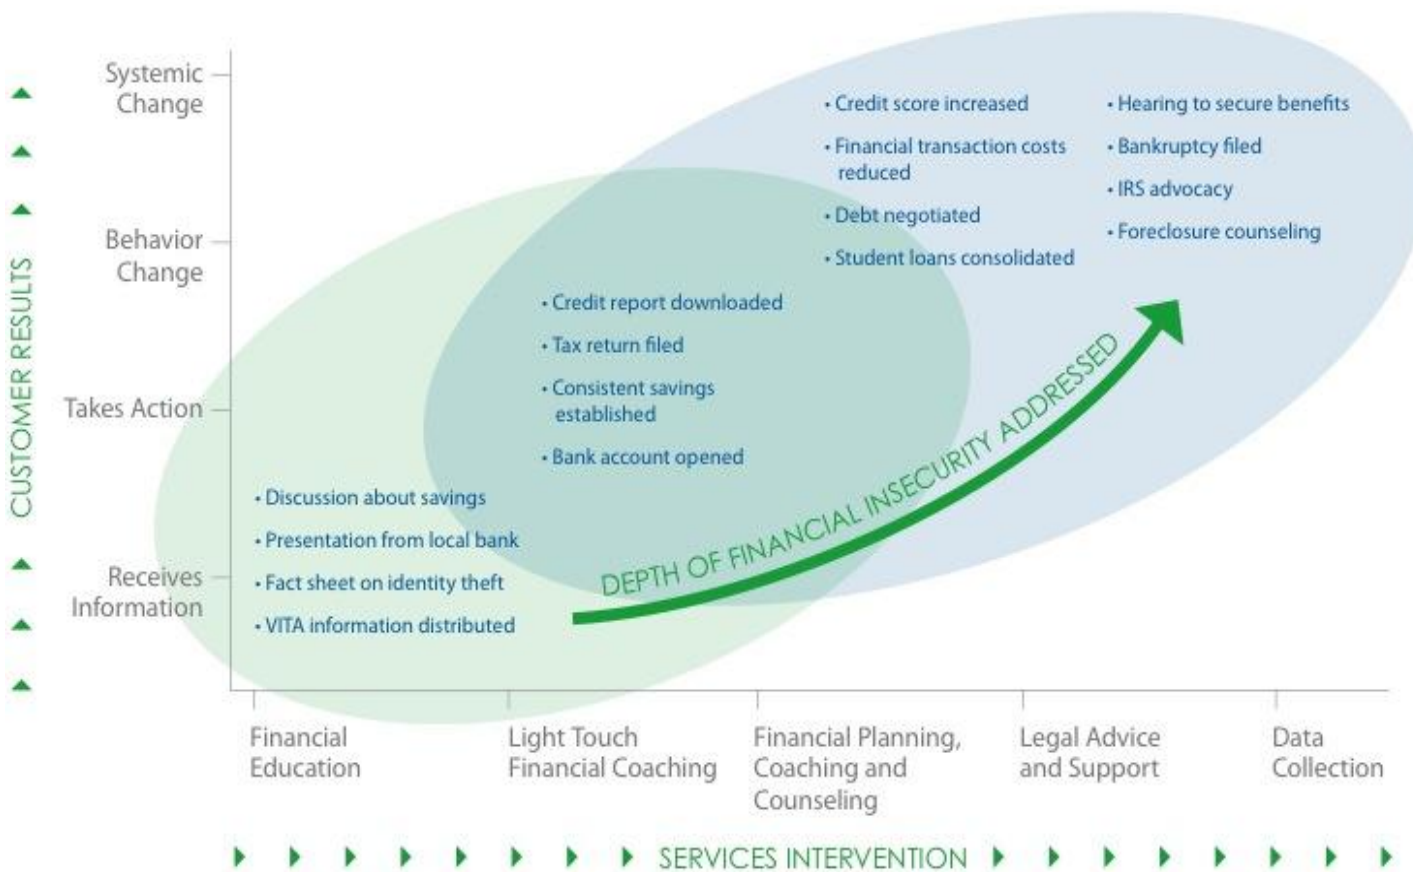 Systemic
Change
Behavior
Change
Takes Action
Receives
Information
CUSTOMER RESULTS
• Credit score increased
• Financial transaction costs
reduced
• Debt negotiated
• Student loans consolidated
• Hearing to secure benefits
• Bankruptcy filed
• IRS advocacy
• Foreclosure counseling
• Credit report downloaded
• Tax return filed
• Consistent savings
established
• Bank account opened
• Discussion about savings
• Presentation from local bank
• Fact sheet on identity theft
• VITA information distributed
DEPTH OF FINANCIAL INSECURITY ADDRESSED
Financial
Education
Light Touch
Financial Coaching
Financial Planning,
Coaching and
Counseling
Legal Advice
and Support
Data
Collection
SERVICES INTERVENTION